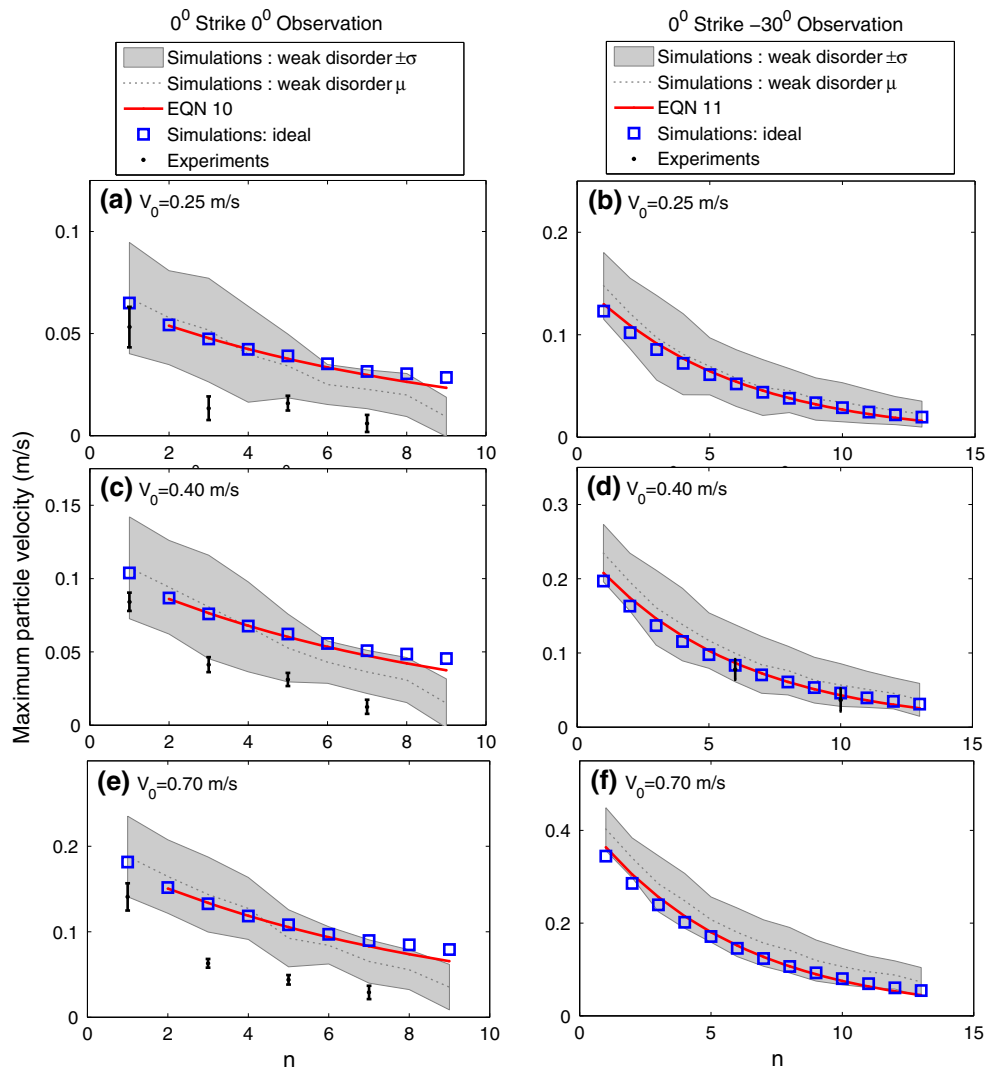 0⁰ Strike 0⁰ Observation
Simulations : weak disorder ±σ
Simulations : weak disorder μ
EQN 10
Simulations: ideal
Experiments
0⁰ Strike −30⁰ Observation
Simulations : weak disorder ±σ
Simulations : weak disorder μ
EQN 11
Simulations: ideal
Experiments
Maximum particle velocity (m/s)
(a) V₀=0.25 m/s
0.1
0.05
0
0 2 4 6 8 10
(b) V₀=0.25 m/s
0.2
0.1
0
0 5 10 15
(c) V₀=0.40 m/s
0.15
0.1
0.05
0
0 2 4 6 8 10
(d) V₀=0.40 m/s
0.3
0.2
0.1
0
0 5 10 15
(e) V₀=0.70 m/s
0.2
0.1
0
0 2 4 6 8 10
n
(f) V₀=0.70 m/s
0.4
0.2
0
0 5 10 15
n